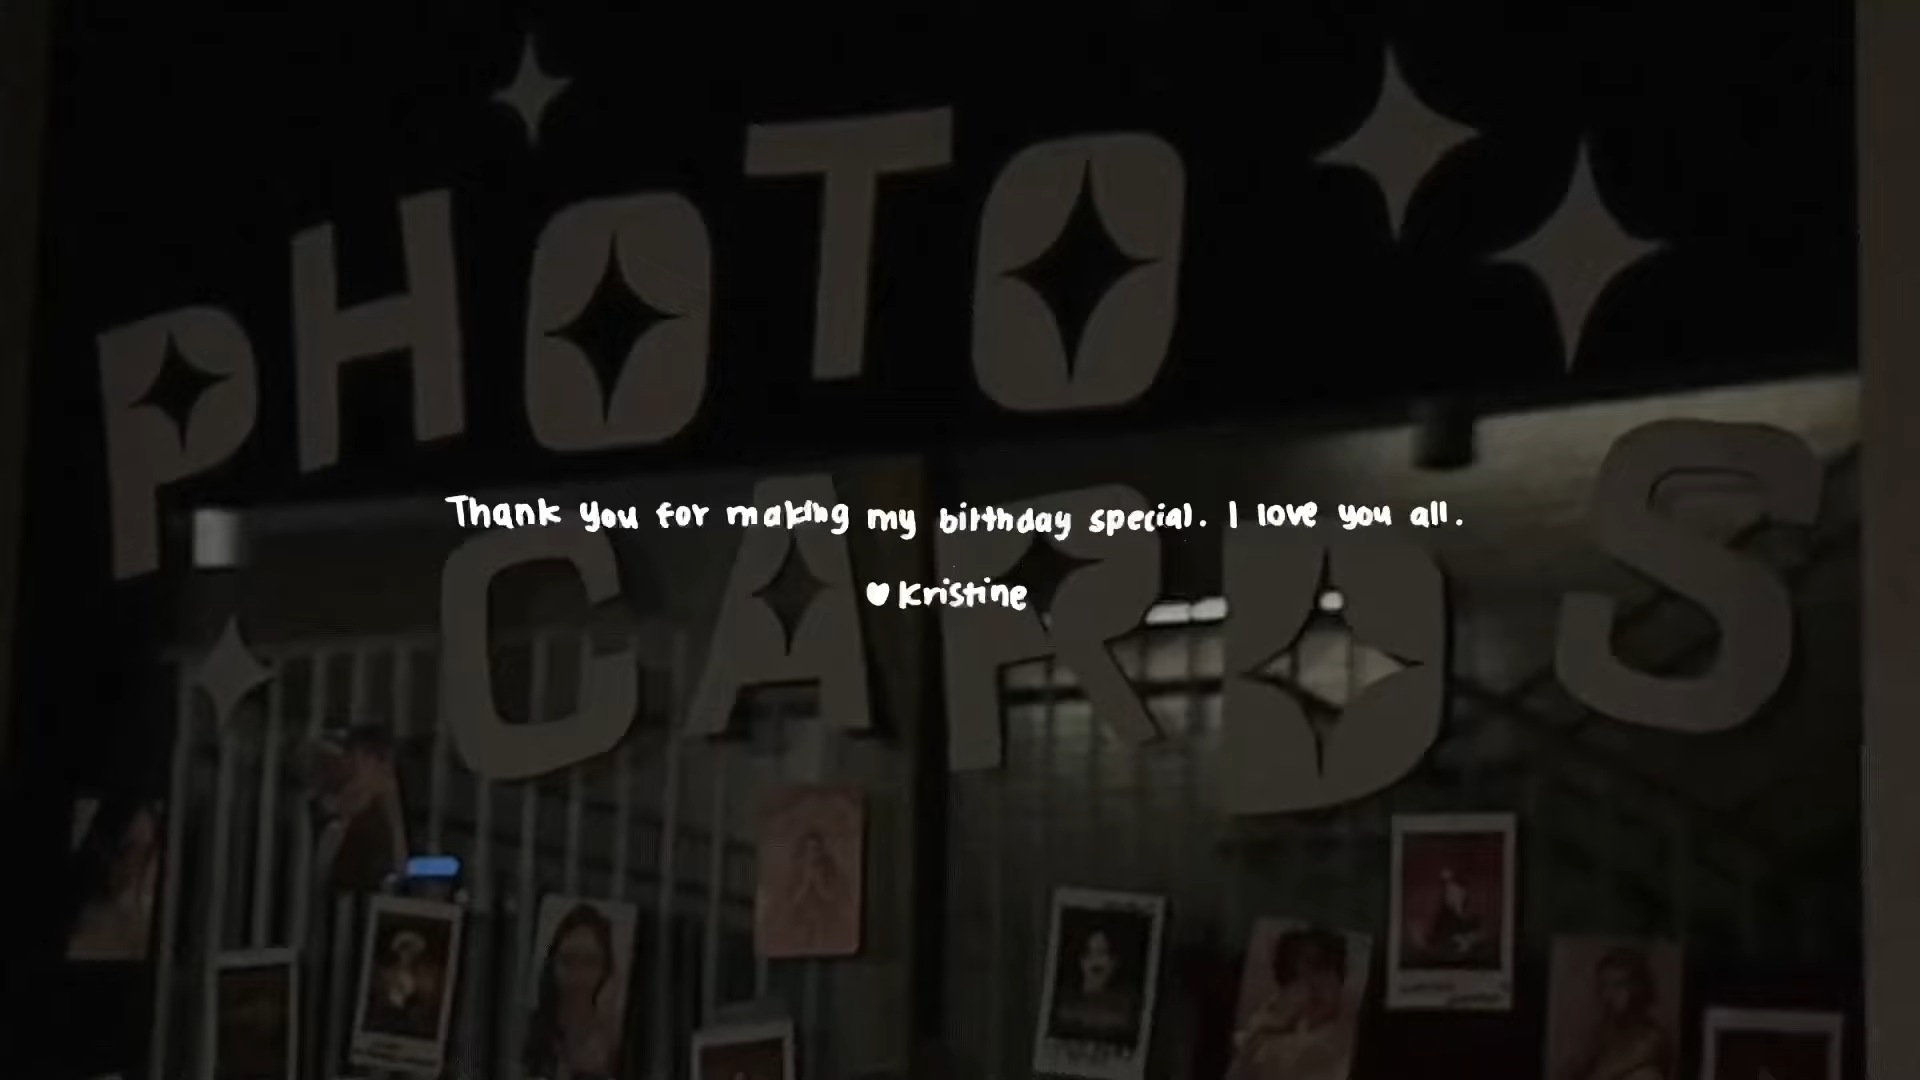 PHOTO
CARDS
Thank you for making my birthday special. I love you all.
♥ Kristine